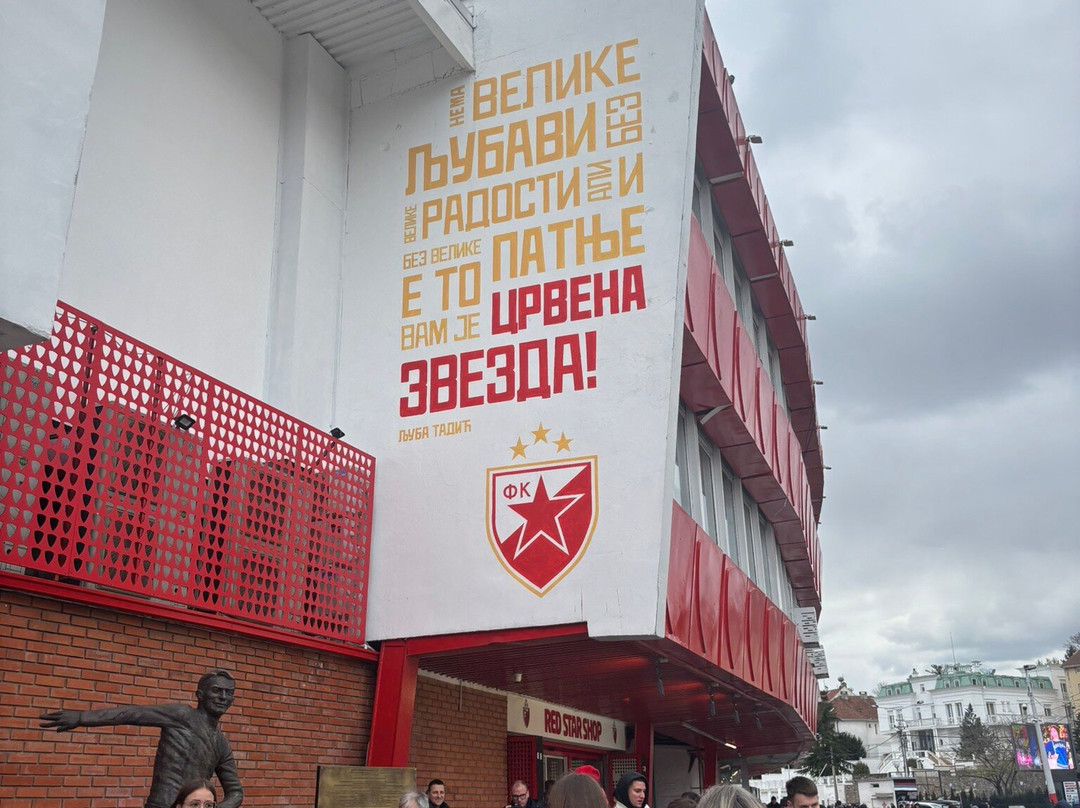 НЕМА ВЕЛИКЕ
ЉУБАВИ БЕЗ
ВЕЛИКЕ РАДОСТИ АЛИ И
БЕЗ ВЕЛИКЕ ПАТЊЕ
Е ТО
ВАМ ЈЕ ЦРВЕНА
ЗВЕЗДА!
ЉУБА ТАДИЋ
ФК
RED STAR SHOP